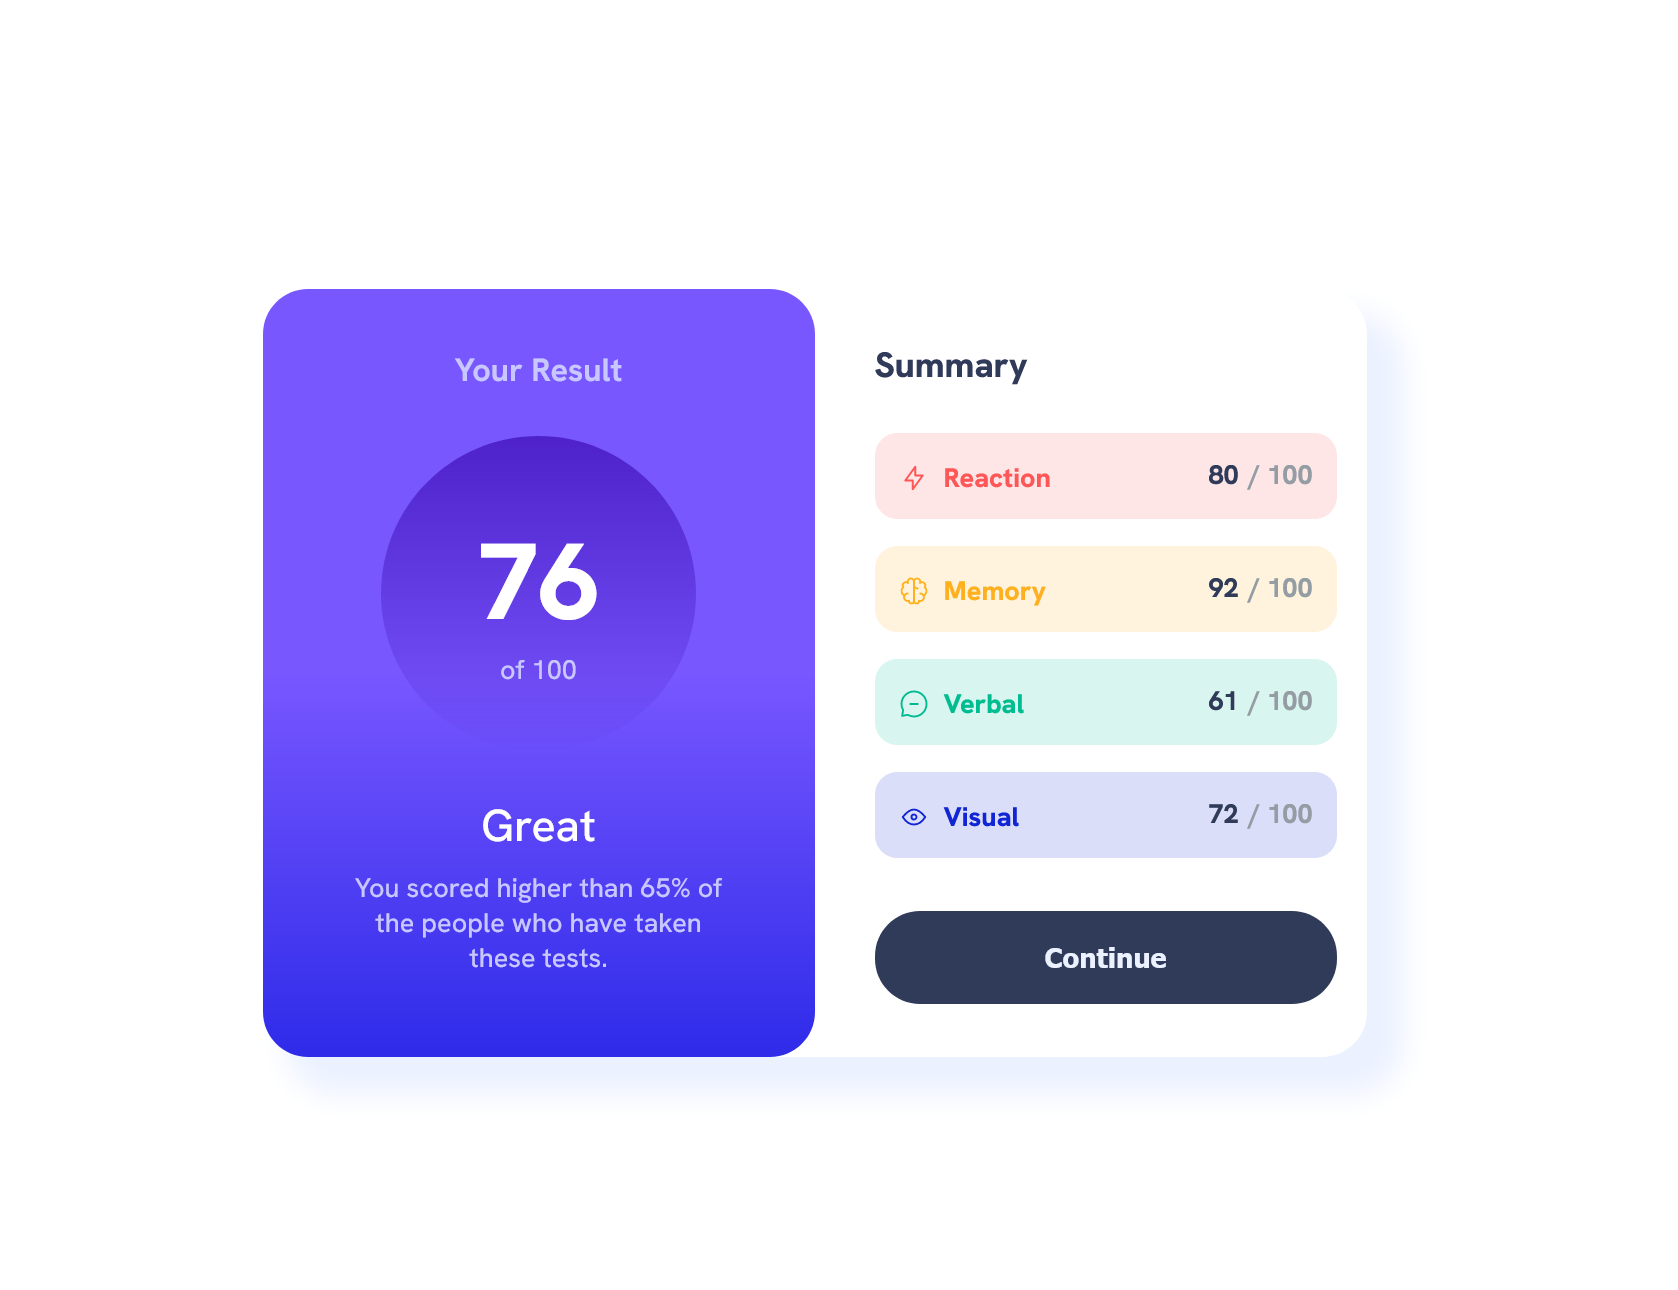 Your Result
76
of 100
Great
You scored higher than 65% of
the people who have taken
these tests.
Summary
Reaction 80 / 100
Memory 92 / 100
Verbal 61 / 100
Visual 72 / 100
Continue